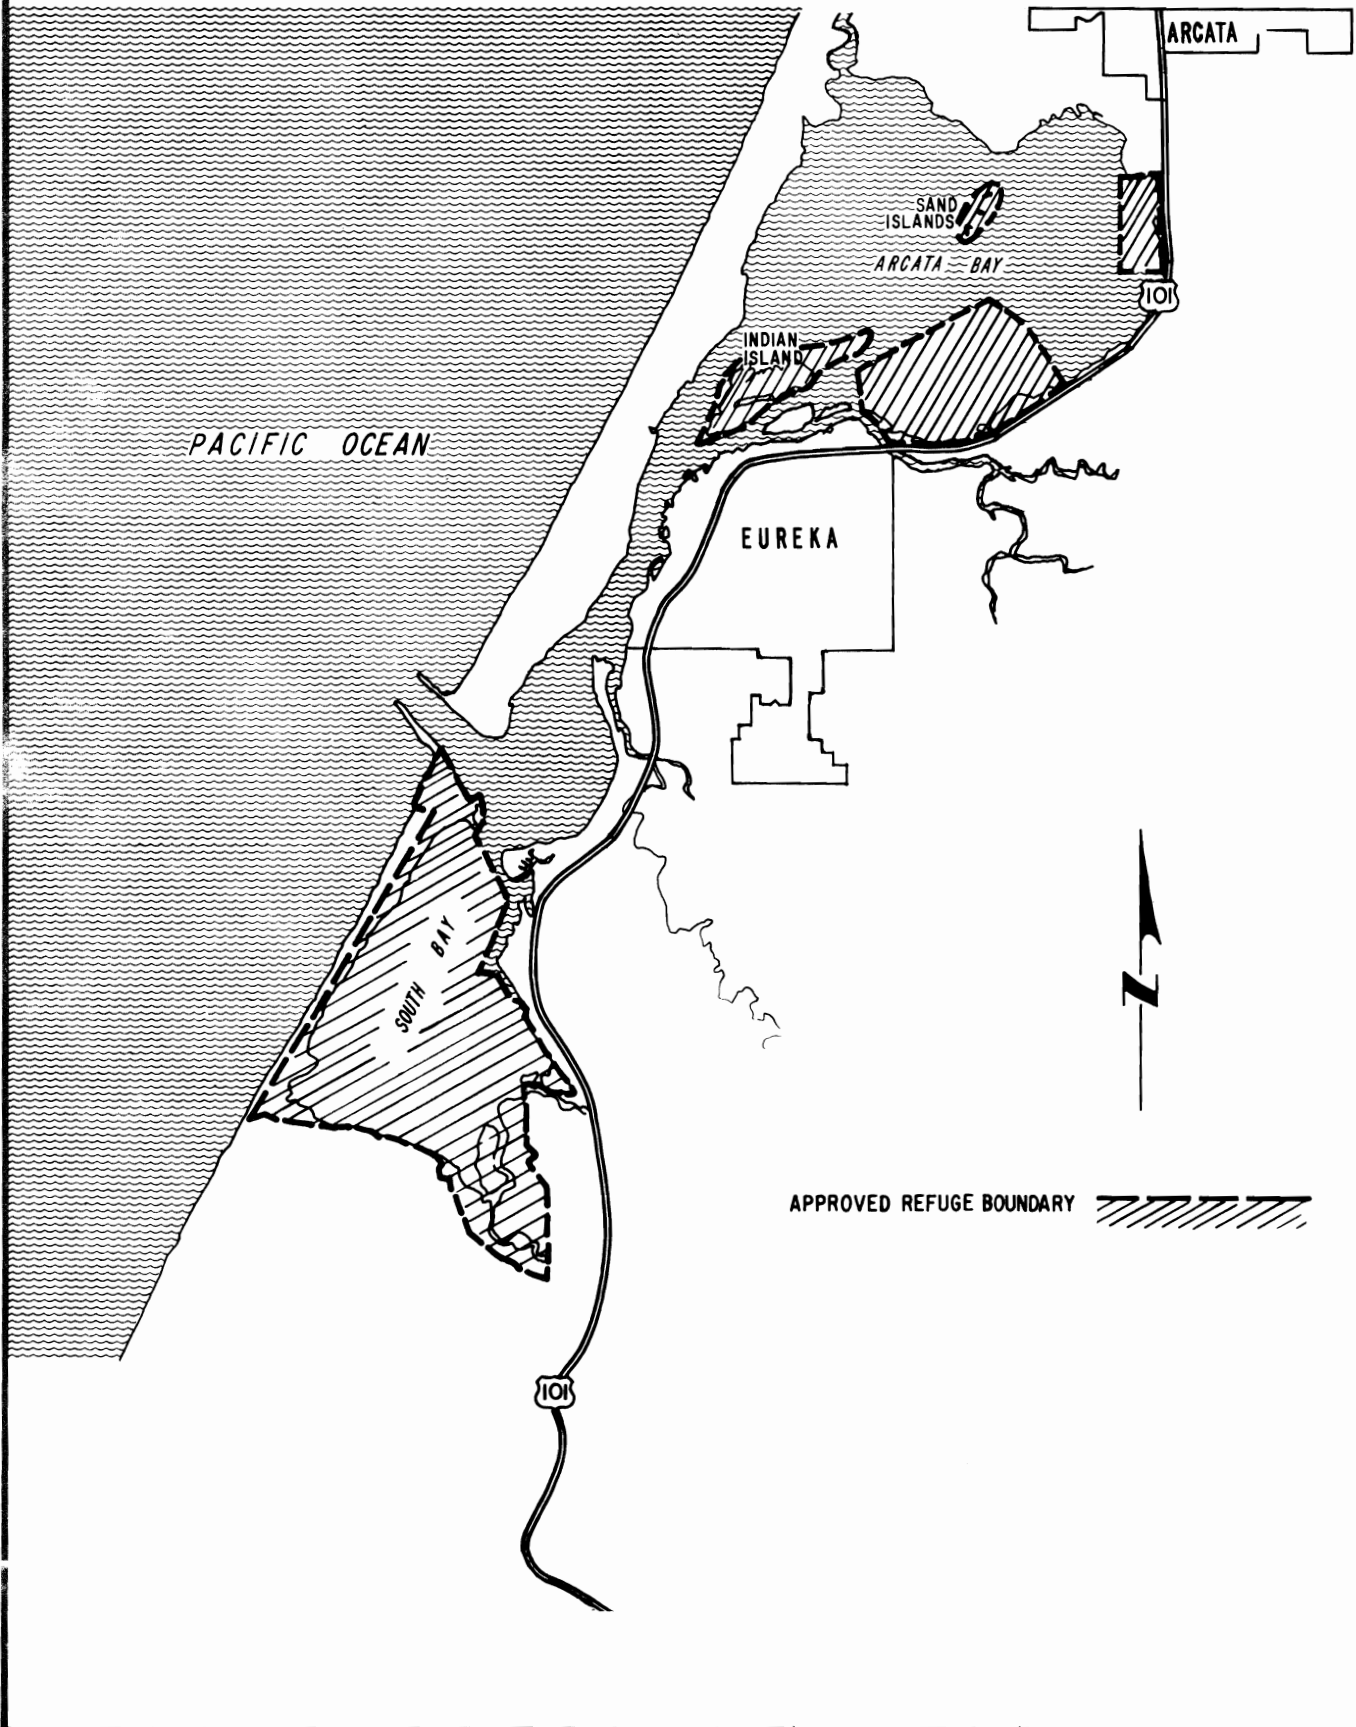 ARCATA
SAND
ISLANDS
ARCATA BAY
101
INDIAN
ISLAND
PACIFIC OCEAN
EUREKA
SOUTH BAY
N
APPROVED REFUGE BOUNDARY
101